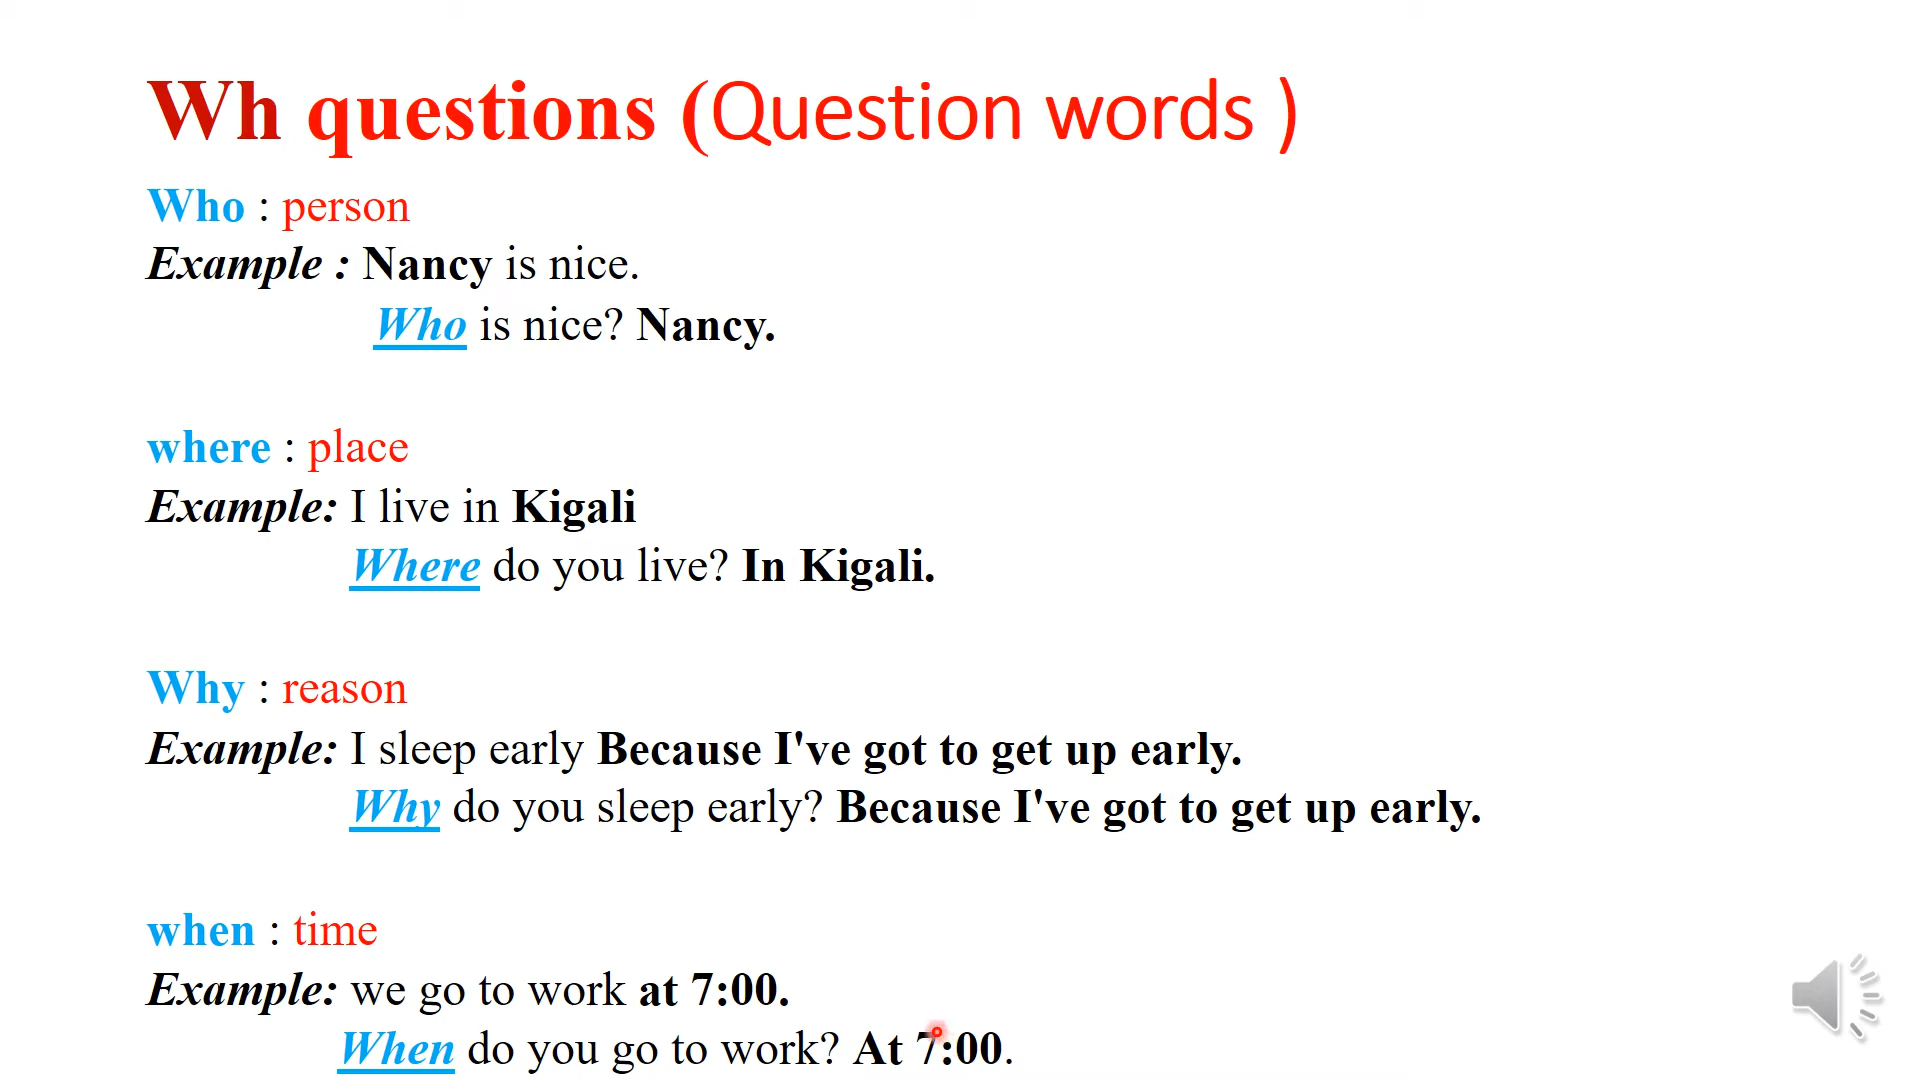 Wh questions (Question words )
Who : person
Example : Nancy is nice.
Who is nice? Nancy.
where : place
Example: I live in Kigali
Where do you live? In Kigali.
Why : reason
Example: I sleep early Because I've got to get up early.
Why do you sleep early? Because I've got to get up early.
when : time
Example: we go to work at 7:00.
When do you go to work? At 7:00.